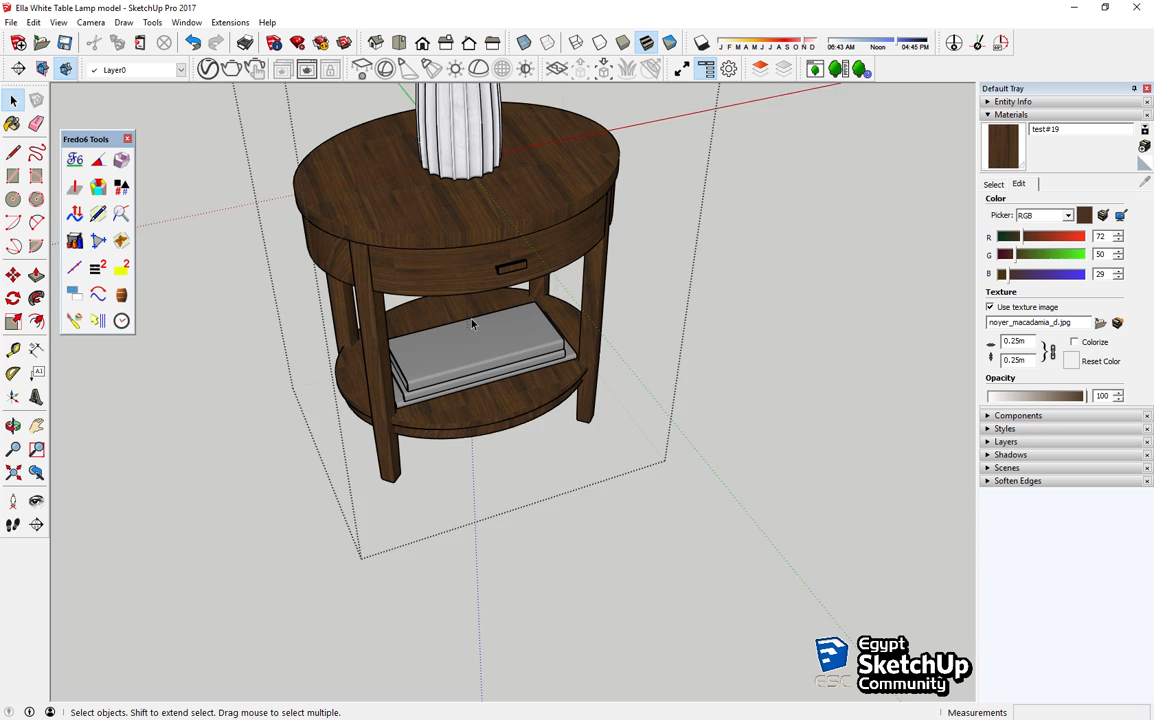 Ella White Table Lamp model - SketchUp Pro 2017
File Edit View Camera Draw Tools Window Extensions Help
J F M A M J J A S O N D 06:43 AM Noon 04:45 PM
✓ Layer0
Default Tray
Entity Info
Materials
test#19
Fredo6 Tools
Select Edit
Color
Picker: RGB
R 72
G 50
B 29
Texture
Use texture image
noyer_macadamia_d.jpg
0.25m Colorize
0.25m Reset Color
Opacity
100
Components
Styles
Layers
Shadows
Scenes
Soften Edges
Egypt
SketchUp
Community
ESC
Select objects. Shift to extend select. Drag mouse to select multiple.
Measurements